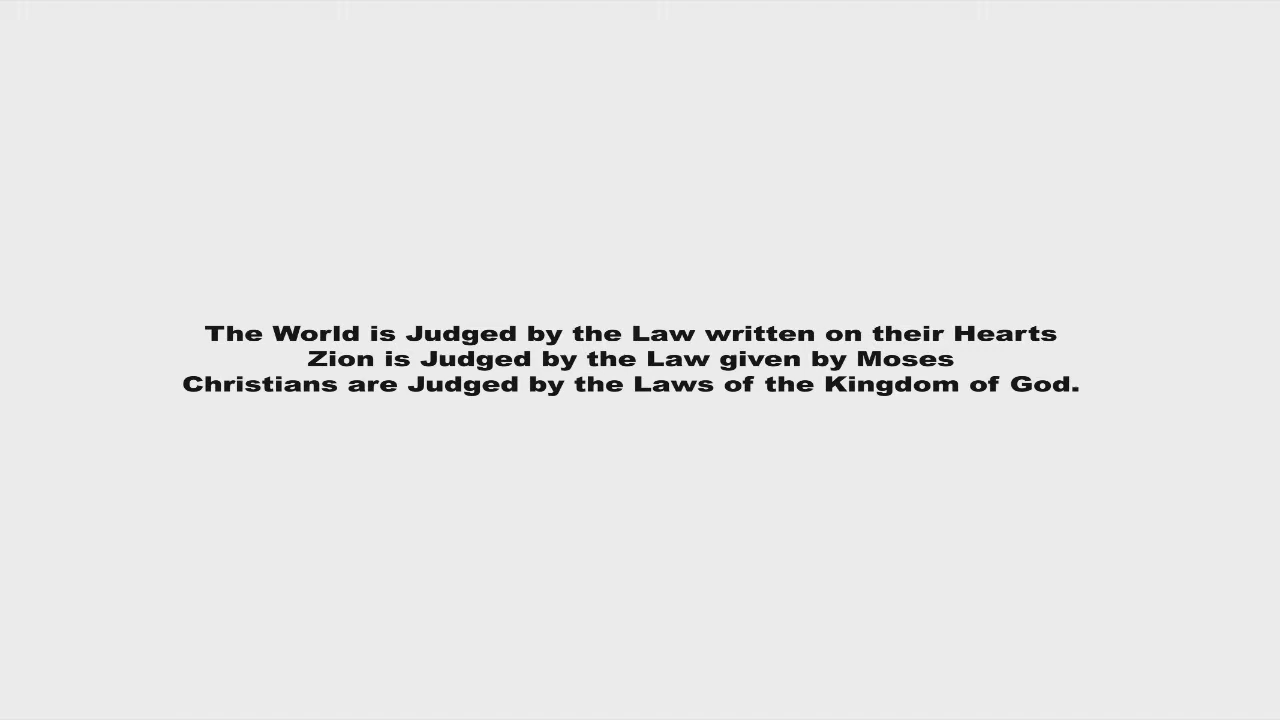 The World is Judged by the Law written on their Hearts
Zion is Judged by the Law given by Moses
Christians are Judged by the Laws of the Kingdom of God.